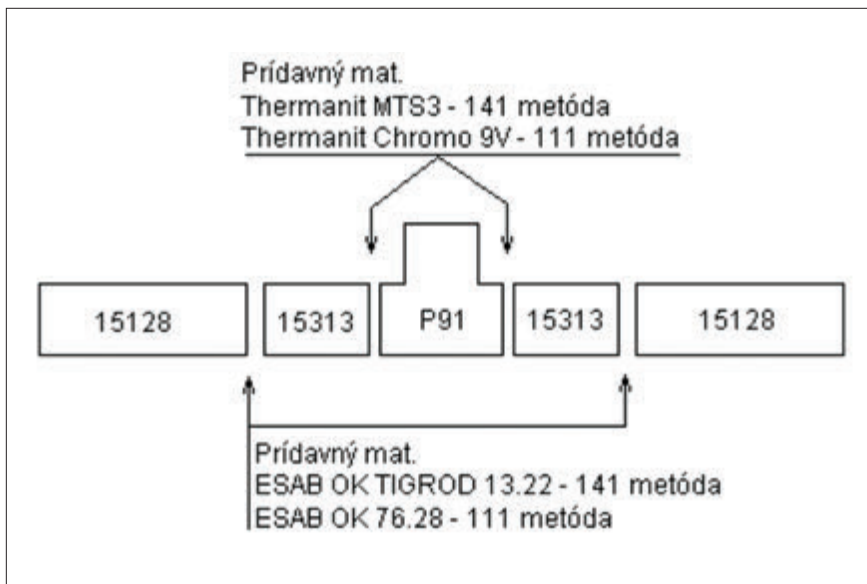 Prídavný mat.
Thermanit MTS3 - 141 metóda
Thermanit Chromo 9V - 111 metóda
15128
15313
P91
15313
15128
Prídavný mat.
ESAB OK TIGROD 13.22 - 141 metóda
ESAB OK 76.28 - 111 metóda